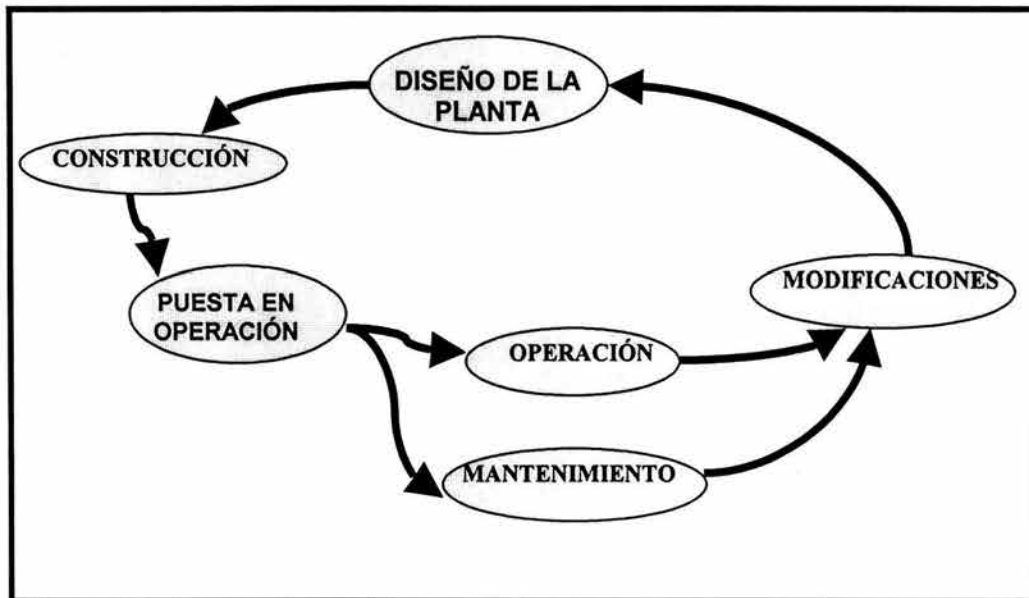 DISEÑO DE LA
PLANTA
CONSTRUCCIÓN
PUESTA EN
OPERACIÓN
OPERACIÓN
MANTENIMIENTO
MODIFICACIONES